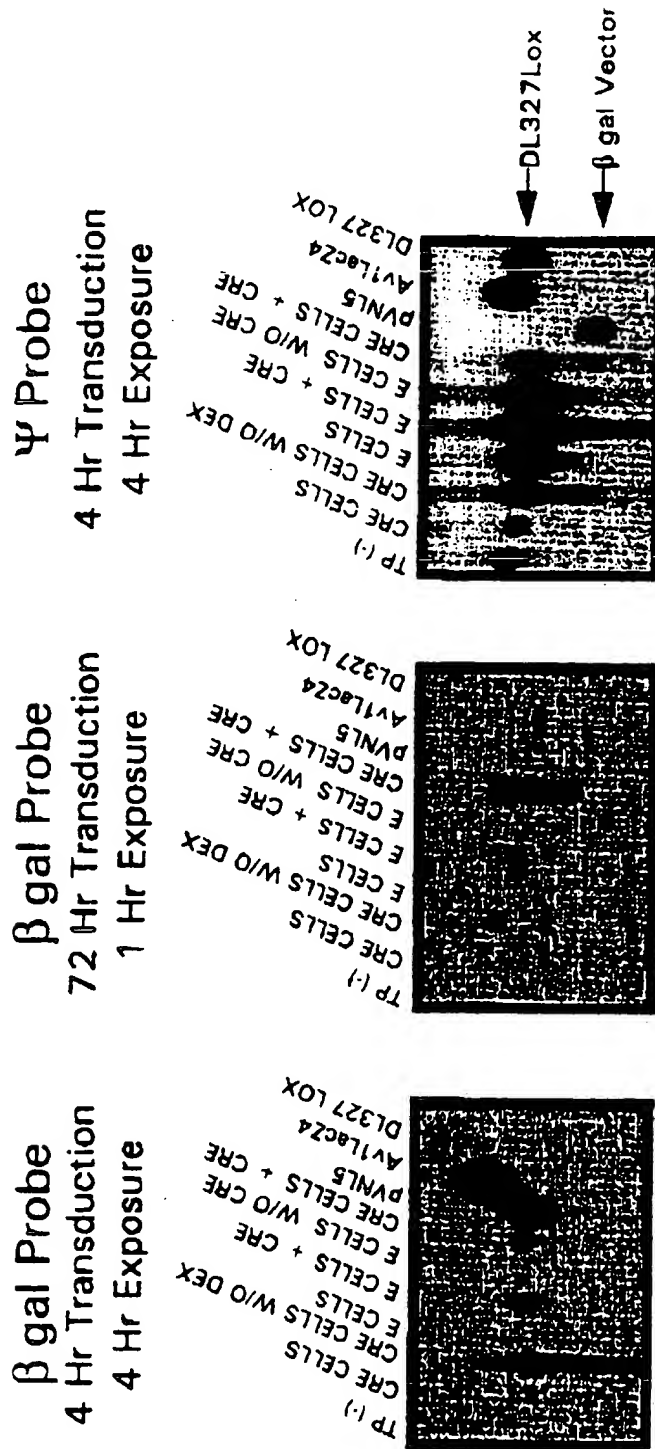 β gal Probe
4 Hr Transduction
4 Hr Exposure
TP (-)
CRE CELLS
CRE CELLS W/O DEX
E CELLS
E CELLS + CRE
E CELLS W/O CRE
CRE CELLS + CRE
pVNL5
Av1LacZ4
DL327 LOX
β gal Probe
72 Hr Transduction
1 Hr Exposure
TP (-)
CRE CELLS
CRE CELLS W/O DEX
E CELLS
E CELLS + CRE
E CELLS W/O CRE
CRE CELLS + CRE
pVNL5
Av1LacZ4
DL327 LOX
Ψ Probe
4 Hr Transduction
4 Hr Exposure
TP (-)
CRE CELLS
CRE CELLS W/O DEX
E CELLS
E CELLS + CRE
E CELLS W/O CRE
CRE CELLS + CRE
pVNL5
Av1LacZ4
DL327 LOX
DL327Lox
β gal Vector